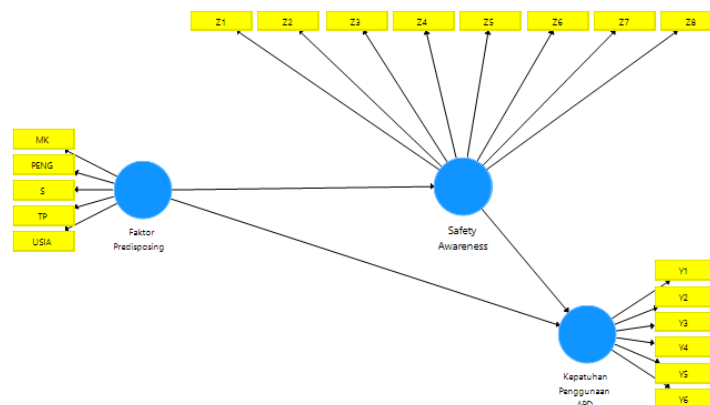 Z1 Z2 Z3 Z4 Z5 Z6 Z7 Z8
MK
PENG
S
TP
USIA
Faktor
Predisposing
Safety
Awareness
Y1
Y2
Y3
Y4
Y5
Y6
Kepatuhan
Penggunaan
APD